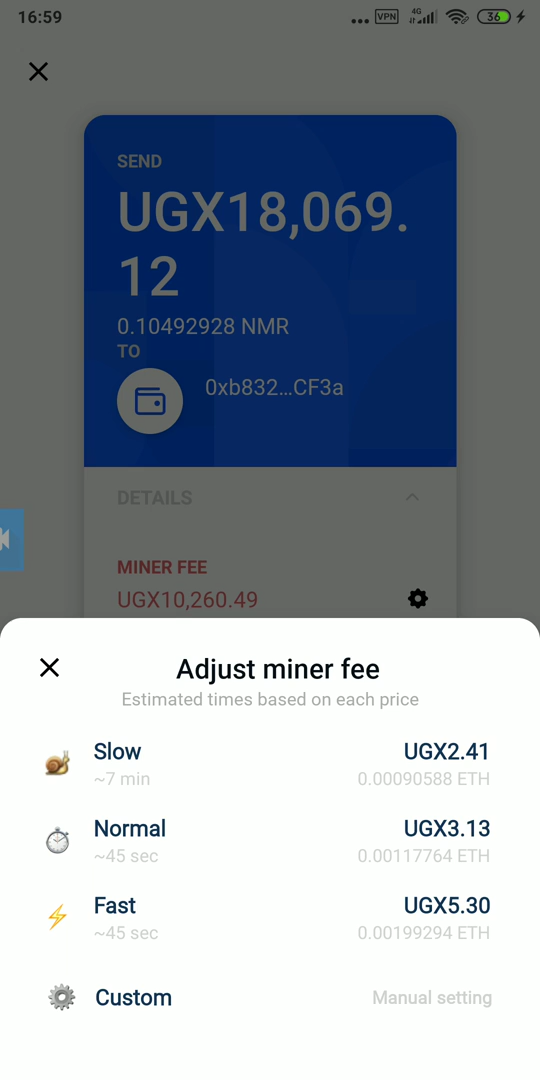 16:59
VPN
4G
36
SEND
UGX18,069.
12
0.10492928 NMR
TO
0xb832...CF3a
DETAILS
MINER FEE
UGX10,260.49
Adjust miner fee
Estimated times based on each price
Slow
UGX2.41
~7 min
0.00090588 ETH
Normal
UGX3.13
~45 sec
0.00117764 ETH
Fast
UGX5.30
~45 sec
0.00199294 ETH
Custom
Manual setting